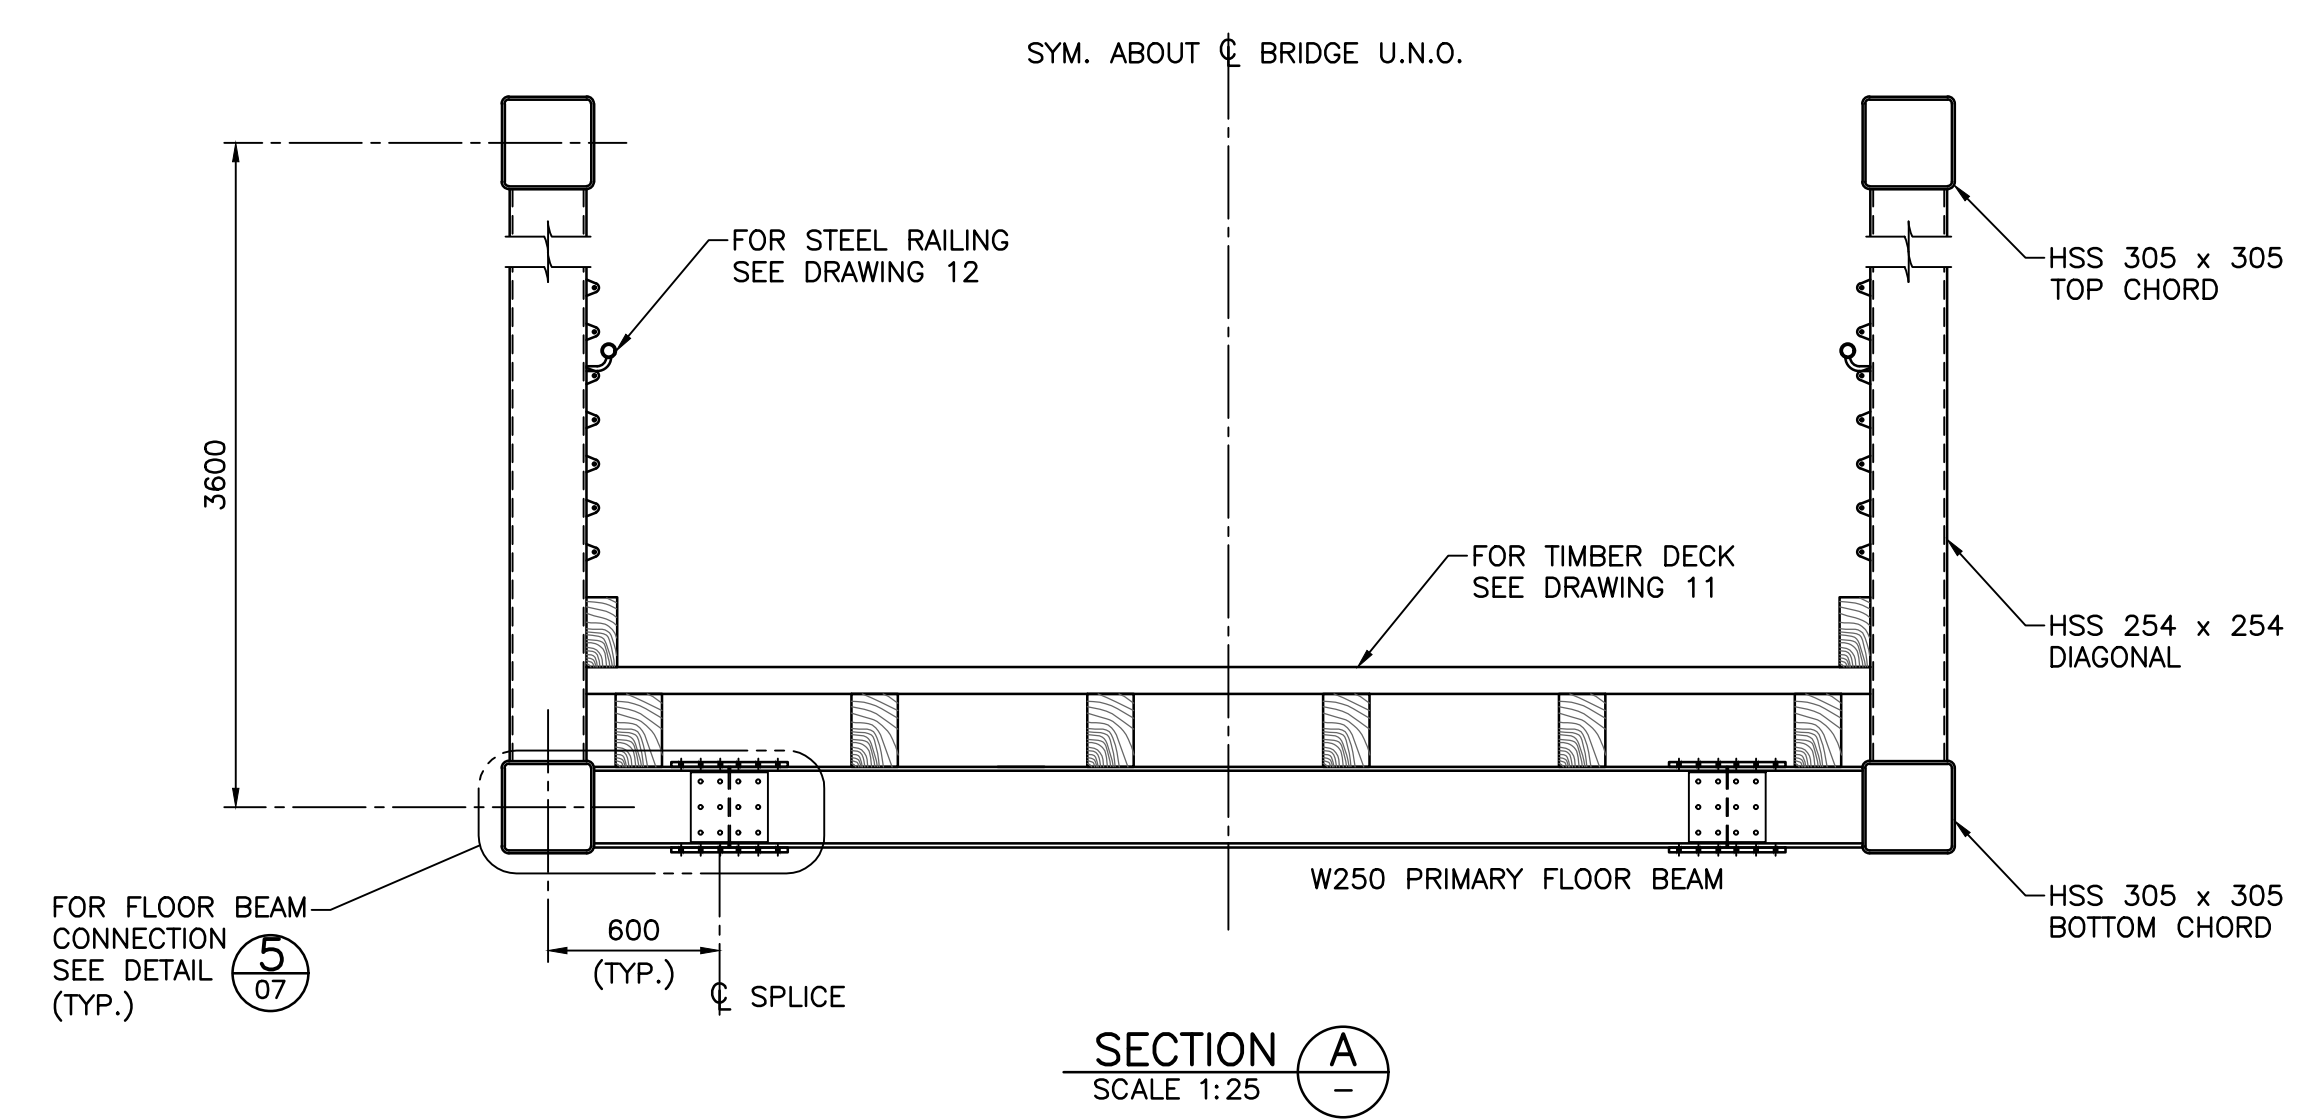 SYM. ABOUT ℄ BRIDGE U.N.O.
FOR STEEL RAILING
SEE DRAWING 12
HSS 305 x 305
TOP CHORD
3600
FOR TIMBER DECK
SEE DRAWING 11
HSS 254 x 254
DIAGONAL
W250 PRIMARY FLOOR BEAM
HSS 305 x 305
BOTTOM CHORD
FOR FLOOR BEAM
CONNECTION
SEE DETAIL
(TYP.)
5
07
600
(TYP.)
℄ SPLICE
SECTION A
SCALE 1:25 –